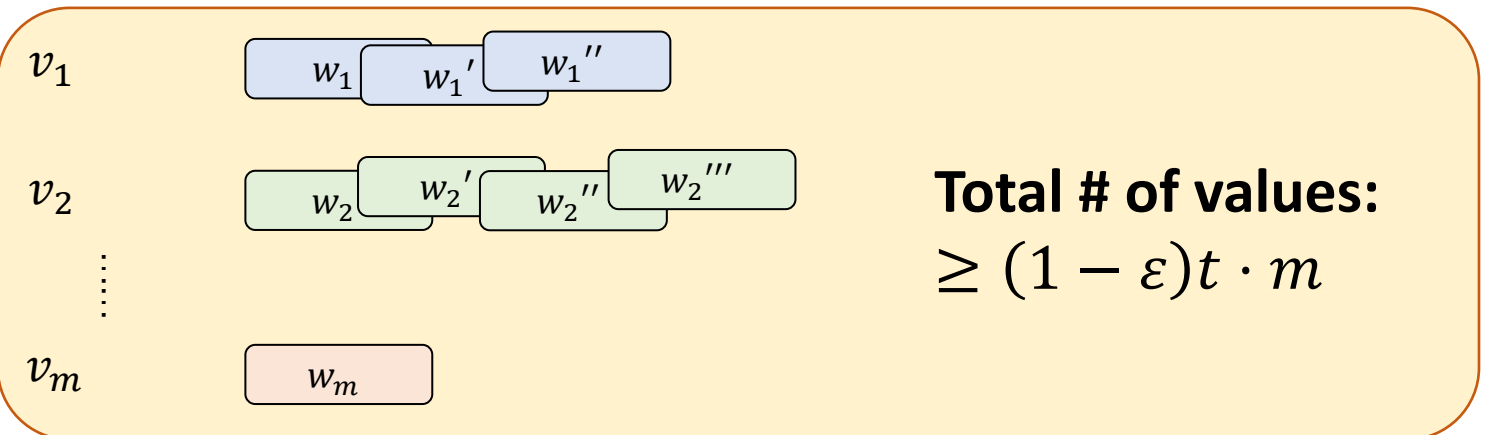 v₁ w₁ w₁′ w₁′′
v₂ w₂ w₂′ w₂′′ w₂′′′
Total # of values:
≥ (1 − ε)t · m
⋮
vₘ wₘ